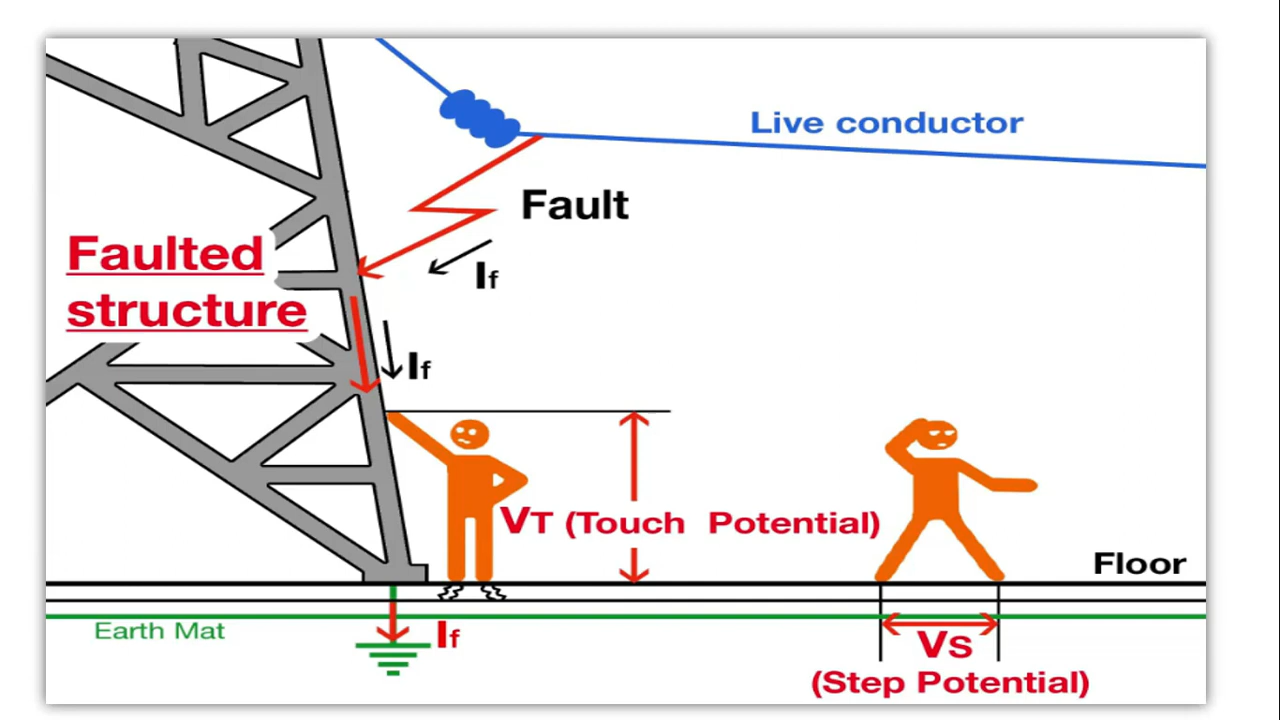 Live conductor
Fault
If
Faulted
structure
If
VT (Touch Potential)
Floor
Earth Mat
If
VS
(Step Potential)